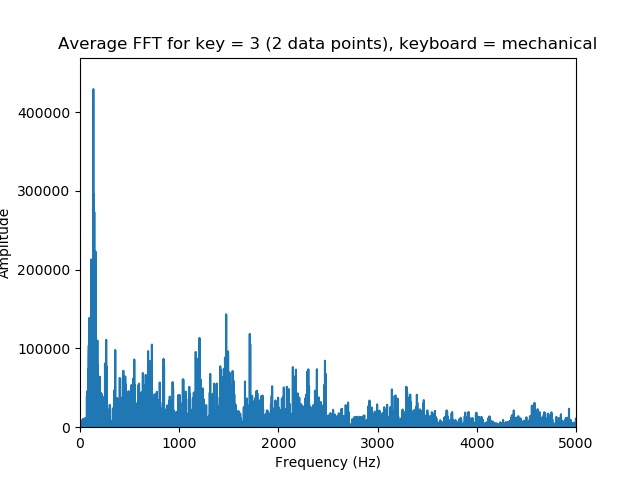 Average FFT for key = 3 (2 data points), keyboard = mechanical
400000
300000
200000
100000
0
Amplitude
0 1000 2000 3000 4000 5000
Frequency (Hz)